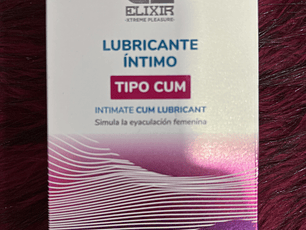 ELIXIR
XTREME PLEASURE
LUBRICANTE
ÍNTIMO
TIPO CUM
INTIMATE CUM LUBRICANT
Simula la eyaculación femenina